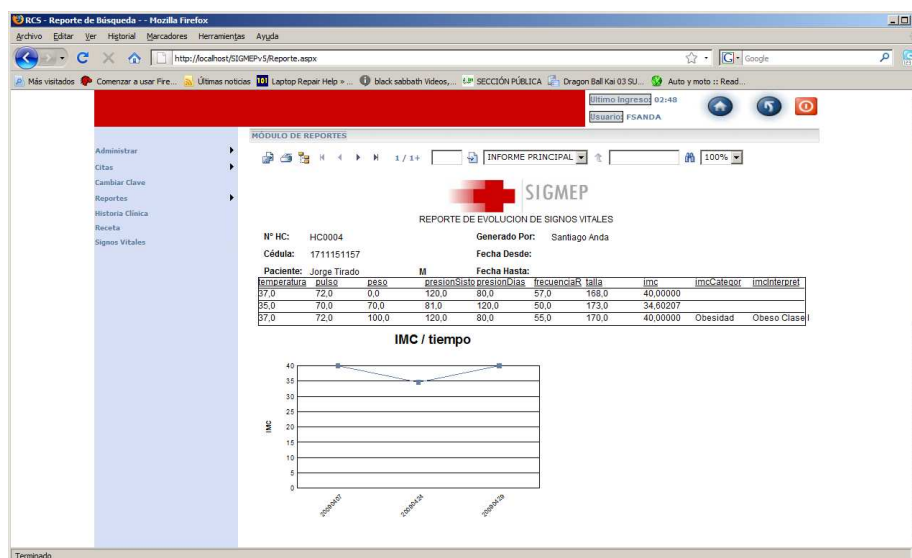 RCS - Reporte de Búsqueda - - Mozilla Firefox
Archivo Editar Ver Historial Marcadores Herramientas Ayuda
http://localhost/SIGMEPv5/Reporte.aspx
G Google
Más visitados Comenzar a usar Fire... Últimas noticias 101 Laptop Repair Help » ... black sabbath Videos,... SECCIÓN PÚBLICA Dragon Ball Kai 03 SU... Auto y moto :: Read...
Ultimo Ingreso: 02:48
Usuario: FSANDA
MÓDULO DE REPORTES
Administrar
Citas
Cambiar Clave
Reportes
Historia Clínica
Receta
Signos Vitales
1 / 1+ INFORME PRINCIPAL 100%
SIGMEP
REPORTE DE EVOLUCION DE SIGNOS VITALES
Nº HC: HC0004 Generado Por: Santiago Anda
Cédula: 1711151157 Fecha Desde:
Paciente: Jorge Tirado M Fecha Hasta:
temperatura pulso peso presionSisto presionDias frecuenciaR talla imc imcCategor imcInterpret
37,0 72,0 0,0 120,0 80,0 57,0 168,0 40,00000
35,0 70,0 70,0 81,0 120,0 50,0 173,0 34,60207
37,0 72,0 100,0 120,0 80,0 55,0 170,0 40,00000 Obesidad Obeso Clase I
IMC / tiempo
40
35
30
25
20
15
10
5
0
IMC
20090407 20090424 20090429
Terminado